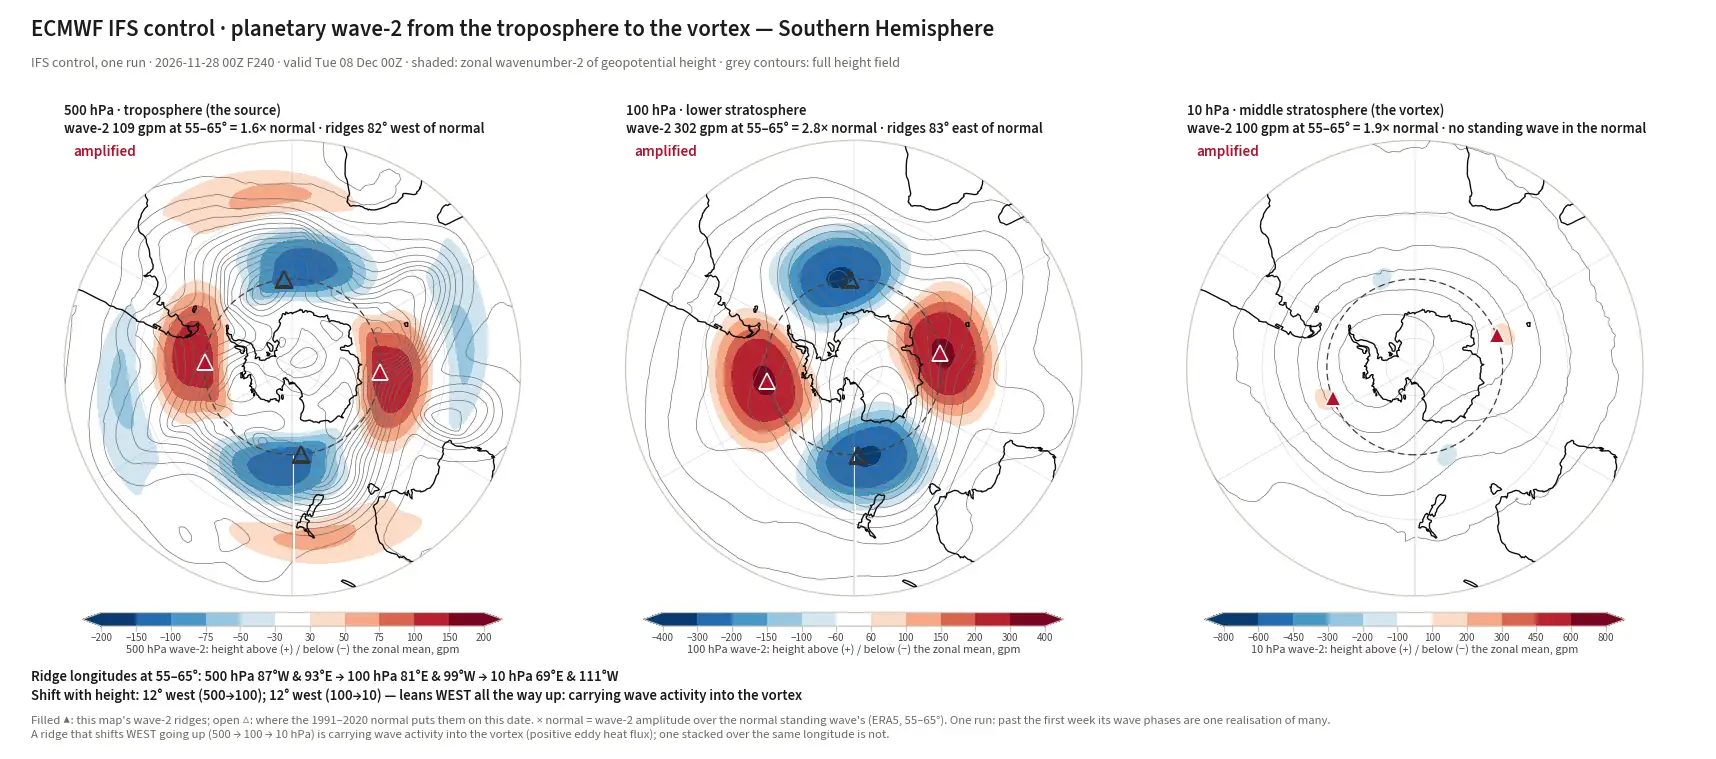 ECMWF IFS control · planetary wave-2 from the troposphere to the vortex — Southern Hemisphere
IFS control, one run · 2026-11-28 00Z F240 · valid Tue 08 Dec 00Z · shaded: zonal wavenumber-2 of geopotential height · grey contours: full height field
500 hPa · troposphere (the source)
wave-2 109 gpm at 55–65° = 1.6× normal · ridges 82° west of normal
amplified
100 hPa · lower stratosphere
wave-2 302 gpm at 55–65° = 2.8× normal · ridges 83° east of normal
amplified
10 hPa · middle stratosphere (the vortex)
wave-2 100 gpm at 55–65° = 1.9× normal · no standing wave in the normal
amplified
−200 −150 −100 −75 −50 −30 30 50 75 100 150 200
500 hPa wave-2: height above (+) / below (−) the zonal mean, gpm
−400 −300 −200 −150 −100 −60 60 100 150 200 300 400
100 hPa wave-2: height above (+) / below (−) the zonal mean, gpm
−800 −600 −450 −300 −200 −100 100 200 300 450 600 800
10 hPa wave-2: height above (+) / below (−) the zonal mean, gpm
Ridge longitudes at 55–65°: 500 hPa 87°W & 93°E → 100 hPa 81°E & 99°W → 10 hPa 69°E & 111°W
Shift with height: 12° west (500→100); 12° west (100→10) — leans WEST all the way up: carrying wave activity into the vortex
Filled ▲: this map's wave-2 ridges; open △: where the 1991–2020 normal puts them on this date. × normal = wave-2 amplitude over the normal standing wave's (ERA5, 55–65°). One run: past the first week its wave phases are one realisation of many.
A ridge that shifts WEST going up (500 → 100 → 10 hPa) is carrying wave activity into the vortex (positive eddy heat flux); one stacked over the same longitude is not.